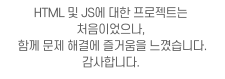 HTML 및 JS에 대한 프로젝트는
처음이었으나,
함께 문제 해결에 즐거움을 느꼈습니다.
감사합니다.